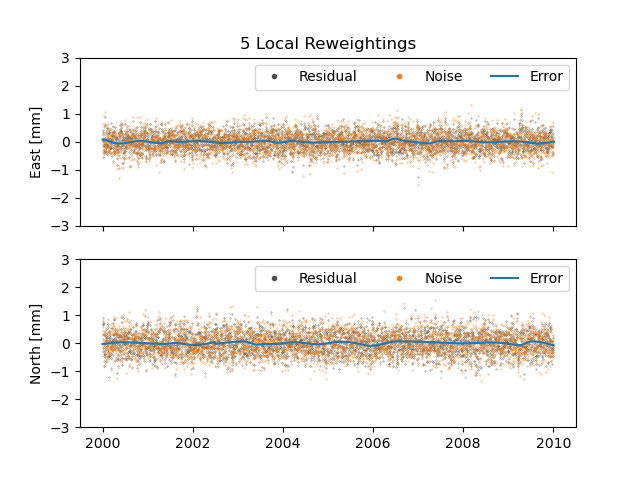 5 Local Reweightings
3
2
1
0
−1
−2
−3
East [mm]
Residual Noise Error
3
2
1
0
−1
−2
−3
North [mm]
Residual Noise Error
2000 2002 2004 2006 2008 2010